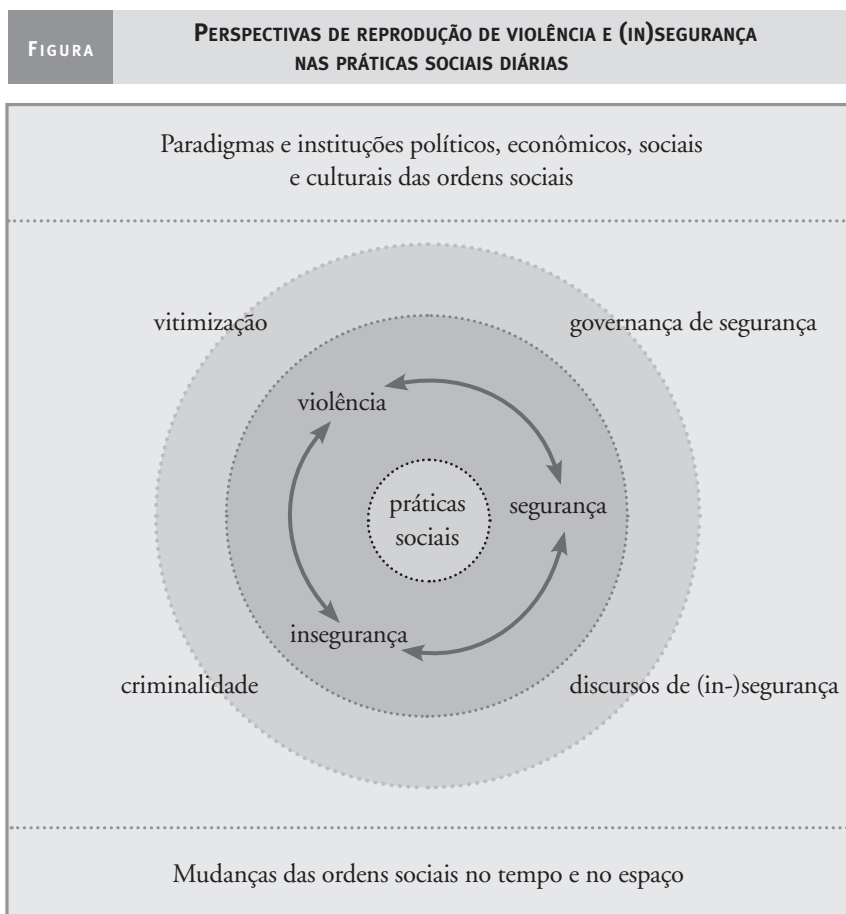 FIGURA
PERSPECTIVAS DE REPRODUÇÃO DE VIOLÊNCIA E (IN)SEGURANÇA
NAS PRÁTICAS SOCIAIS DIÁRIAS
Paradigmas e instituções políticos, econômicos, sociais
e culturais das ordens sociais
vitimização
governança de segurança
violência
práticas
sociais
segurança
insegurança
criminalidade
discursos de (in-)segurança
Mudanças das ordens sociais no tempo e no espaço